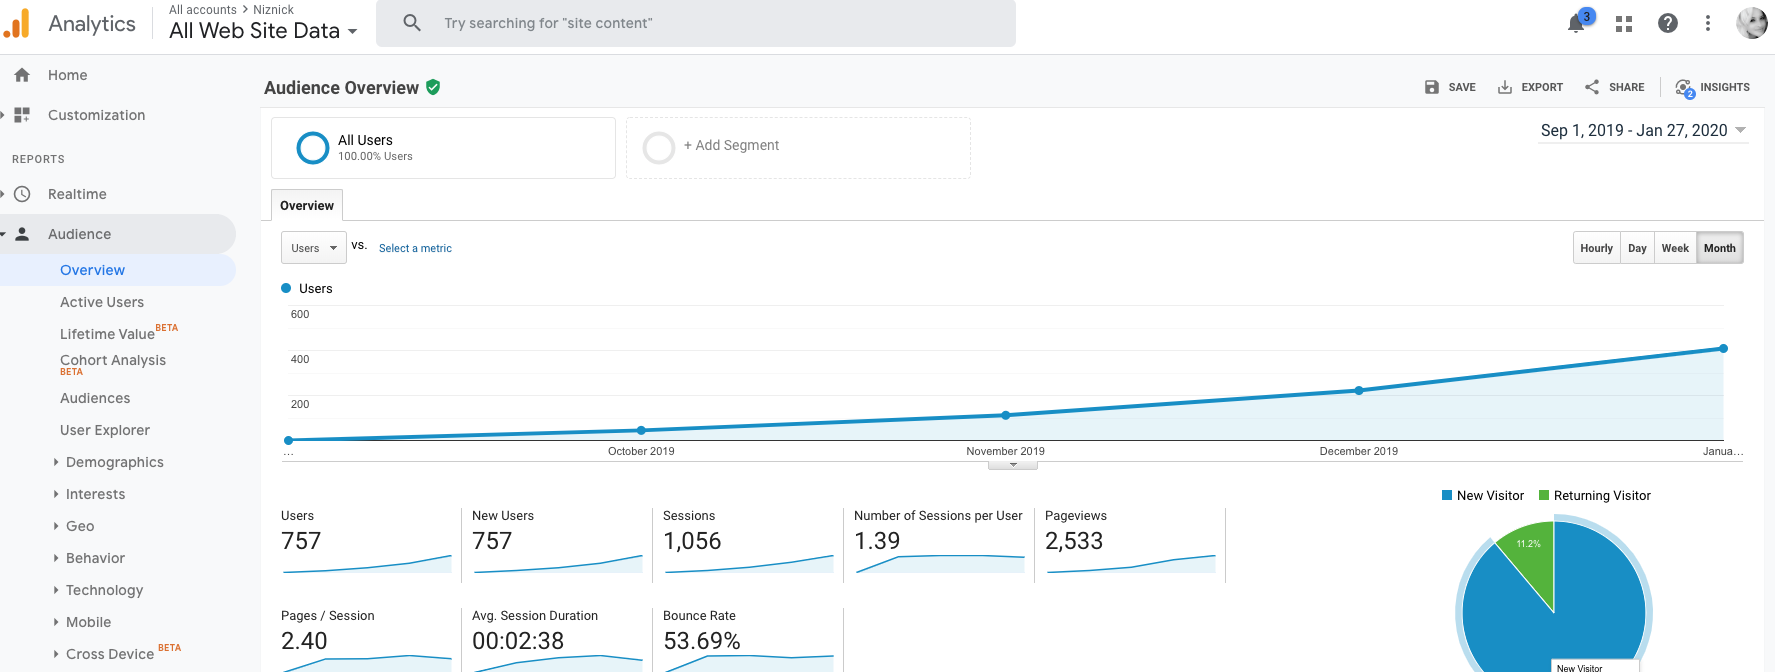 Analytics
All accounts > Niznick
All Web Site Data
Try searching for "site content"
3
Home
Customization
REPORTS
Realtime
Audience
Overview
Active Users
Lifetime Value BETA
Cohort Analysis
BETA
Audiences
User Explorer
Demographics
Interests
Geo
Behavior
Technology
Mobile
Cross Device BETA
Audience Overview
SAVE
EXPORT
SHARE
2
INSIGHTS
All Users
100.00% Users
+ Add Segment
Sep 1, 2019 - Jan 27, 2020
Overview
Users
vs.
Select a metric
Hourly
Day
Week
Month
Users
600
400
200
...
October 2019
November 2019
December 2019
Janua...
Users
757
New Users
757
Sessions
1,056
Number of Sessions per User
1.39
Pageviews
2,533
Pages / Session
2.40
Avg. Session Duration
00:02:38
Bounce Rate
53.69%
New Visitor
Returning Visitor
11.2%
New Visitor